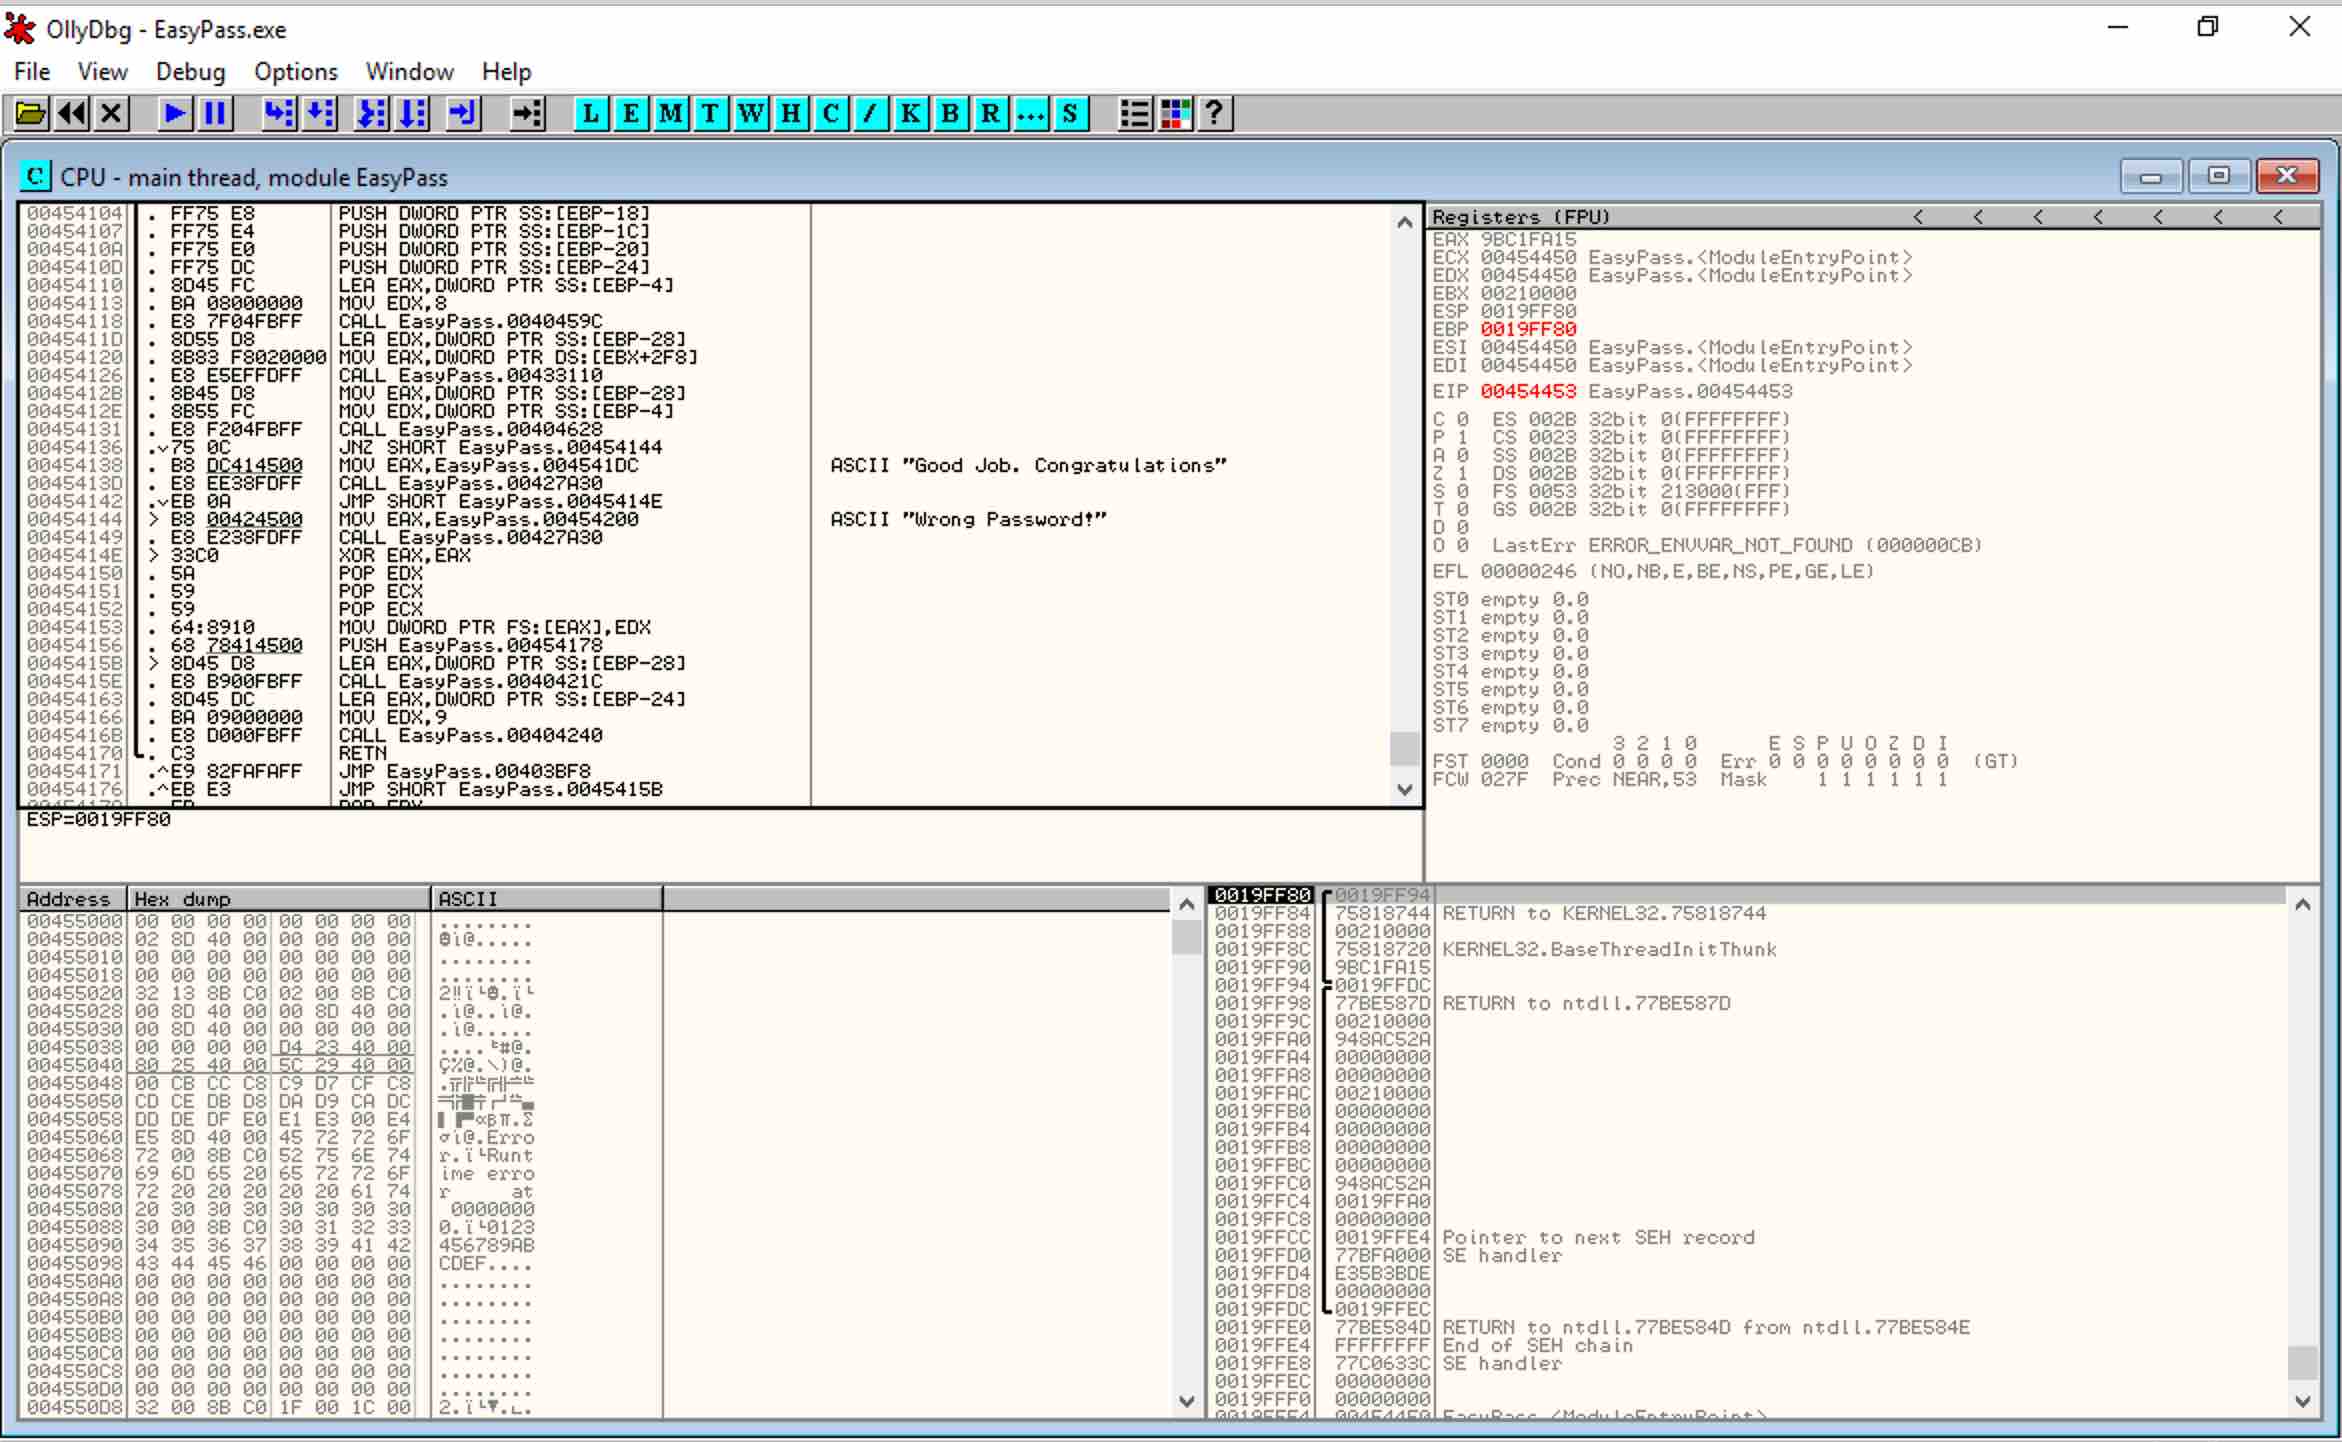 OllyDbg - EasyPass.exe
File View Debug Options Window Help
L E M T W H C / K B R ... S ?
C CPU - main thread, module EasyPass
00454104 . FF75 E8 PUSH DWORD PTR SS:[EBP-18]
00454107 . FF75 E4 PUSH DWORD PTR SS:[EBP-1C]
0045410A . FF75 E0 PUSH DWORD PTR SS:[EBP-20]
0045410D . FF75 DC PUSH DWORD PTR SS:[EBP-24]
00454110 . 8D45 FC LEA EAX,DWORD PTR SS:[EBP-4]
00454113 . BA 08000000 MOV EDX,8
00454118 . E8 7F04FBFF CALL EasyPass.0040459C
0045411D . 8D55 D8 LEA EDX,DWORD PTR SS:[EBP-28]
00454120 . 8B83 F8020000 MOV EAX,DWORD PTR DS:[EBX+2F8]
00454126 . E8 E5EFFDFF CALL EasyPass.00433110
0045412B . 8B45 D8 MOV EAX,DWORD PTR SS:[EBP-28]
0045412E . 8B55 FC MOV EDX,DWORD PTR SS:[EBP-4]
00454131 . E8 F204FBFF CALL EasyPass.00404628
00454136 .v75 0C JNZ SHORT EasyPass.00454144
00454138 . B8 DC414500 MOV EAX,EasyPass.004541DC ASCII "Good Job. Congratulations"
0045413D . E8 EE38FDFF CALL EasyPass.00427A30
00454142 .vEB 0A JMP SHORT EasyPass.0045414E
00454144 > B8 00424500 MOV EAX,EasyPass.00454200 ASCII "Wrong Password!"
00454149 . E8 E238FDFF CALL EasyPass.00427A30
0045414E > 33C0 XOR EAX,EAX
00454150 . 5A POP EDX
00454151 . 59 POP ECX
00454152 . 59 POP ECX
00454153 . 64:8910 MOV DWORD PTR FS:[EAX],EDX
00454156 . 68 78414500 PUSH EasyPass.00454178
0045415B > 8D45 D8 LEA EAX,DWORD PTR SS:[EBP-28]
0045415E . E8 B900FBFF CALL EasyPass.0040421C
00454163 . 8D45 DC LEA EAX,DWORD PTR SS:[EBP-24]
00454166 . BA 09000000 MOV EDX,9
0045416B . E8 D000FBFF CALL EasyPass.00404240
00454170 . C3 RETN
00454171 .^E9 82FAFAFF JMP EasyPass.00403BF8
00454176 .^EB E3 JMP SHORT EasyPass.0045415B
ESP=0019FF80
Registers (FPU) < < < < < < <
EAX 9BC1FA15
ECX 00454450 EasyPass.<ModuleEntryPoint>
EDX 00454450 EasyPass.<ModuleEntryPoint>
EBX 00210000
ESP 0019FF80
EBP 0019FF80
ESI 00454450 EasyPass.<ModuleEntryPoint>
EDI 00454450 EasyPass.<ModuleEntryPoint>
EIP 00454453 EasyPass.00454453
C 0 ES 002B 32bit 0(FFFFFFFF)
P 1 CS 0023 32bit 0(FFFFFFFF)
A 0 SS 002B 32bit 0(FFFFFFFF)
Z 1 DS 002B 32bit 0(FFFFFFFF)
S 0 FS 0053 32bit 213000(FFF)
T 0 GS 002B 32bit 0(FFFFFFFF)
D 0
O 0 LastErr ERROR_ENVVAR_NOT_FOUND (000000CB)
EFL 00000246 (NO,NB,E,BE,NS,PE,GE,LE)
ST0 empty 0.0
ST1 empty 0.0
ST2 empty 0.0
ST3 empty 0.0
ST4 empty 0.0
ST5 empty 0.0
ST6 empty 0.0
ST7 empty 0.0
3 2 1 0 E S P U O Z D I
FST 0000 Cond 0 0 0 0 Err 0 0 0 0 0 0 0 0 (GT)
FCW 027F Prec NEAR,53 Mask 1 1 1 1 1 1
Address Hex dump ASCII
00455000 00 00 00 00 00 00 00 00 ........
00455008 02 8D 40 00 00 00 00 00 ☻ì@.....
00455010 00 00 00 00 00 00 00 00 ........
00455018 00 00 00 00 00 00 00 00 ........
00455020 32 13 8B C0 02 00 8B C0 2‼ï└☻.ï└
00455028 00 8D 40 00 00 8D 40 00 .ì@..ì@.
00455030 00 8D 40 00 00 00 00 00 .ì@.....
00455038 00 00 00 00 D4 23 40 00 ....╘#@.
00455040 80 25 40 00 5C 29 40 00 Ç%@.\)@.
00455048 00 CB CC C8 C9 D7 CF C8 .╦╠╚╔╫╧╚
00455050 CD CE DB D8 DA D9 CA DC ═╬█╪┌┘╩▄
00455058 DD DE DF E0 E1 E3 00 E4 ▌▐▀αßπ.Σ
00455060 E5 8D 40 00 45 72 72 6F σì@.Erro
00455068 72 00 8B C0 52 75 6E 74 r.ï└Runt
00455070 69 6D 65 20 65 72 72 6F ime erro
00455078 72 20 20 20 20 20 61 74 r     at
00455080 20 30 30 30 30 30 30 30  0000000
00455088 30 00 8B C0 30 31 32 33 0.ï└0123
00455090 34 35 36 37 38 39 41 42 456789AB
00455098 43 44 45 46 00 00 00 00 CDEF....
004550A0 00 00 00 00 00 00 00 00 ........
004550A8 00 00 00 00 00 00 00 00 ........
004550B0 00 00 00 00 00 00 00 00 ........
004550B8 00 00 00 00 00 00 00 00 ........
004550C0 00 00 00 00 00 00 00 00 ........
004550C8 00 00 00 00 00 00 00 00 ........
004550D0 00 00 00 00 00 00 00 00 ........
004550D8 32 00 8B C0 1F 00 1C 00 2.ï└▼.∟.
0019FF80 0019FF94
0019FF84 75818744 RETURN to KERNEL32.75818744
0019FF88 00210000
0019FF8C 75818720 KERNEL32.BaseThreadInitThunk
0019FF90 9BC1FA15
0019FF94 0019FFDC
0019FF98 77BE587D RETURN to ntdll.77BE587D
0019FF9C 00210000
0019FFA0 948AC52A
0019FFA4 00000000
0019FFA8 00000000
0019FFAC 00210000
0019FFB0 00000000
0019FFB4 00000000
0019FFB8 00000000
0019FFBC 00000000
0019FFC0 948AC52A
0019FFC4 0019FFA0
0019FFC8 00000000
0019FFCC 0019FFE4 Pointer to next SEH record
0019FFD0 77BFA000 SE handler
0019FFD4 E35B3BDE
0019FFD8 00000000
0019FFDC 0019FFEC
0019FFE0 77BE584D RETURN to ntdll.77BE584D from ntdll.77BE584E
0019FFE4 FFFFFFFF End of SEH chain
0019FFE8 77C0633C SE handler
0019FFEC 00000000
0019FFF0 00000000
0019FFF4 00454450 EasyPass.<ModuleEntryPoint>